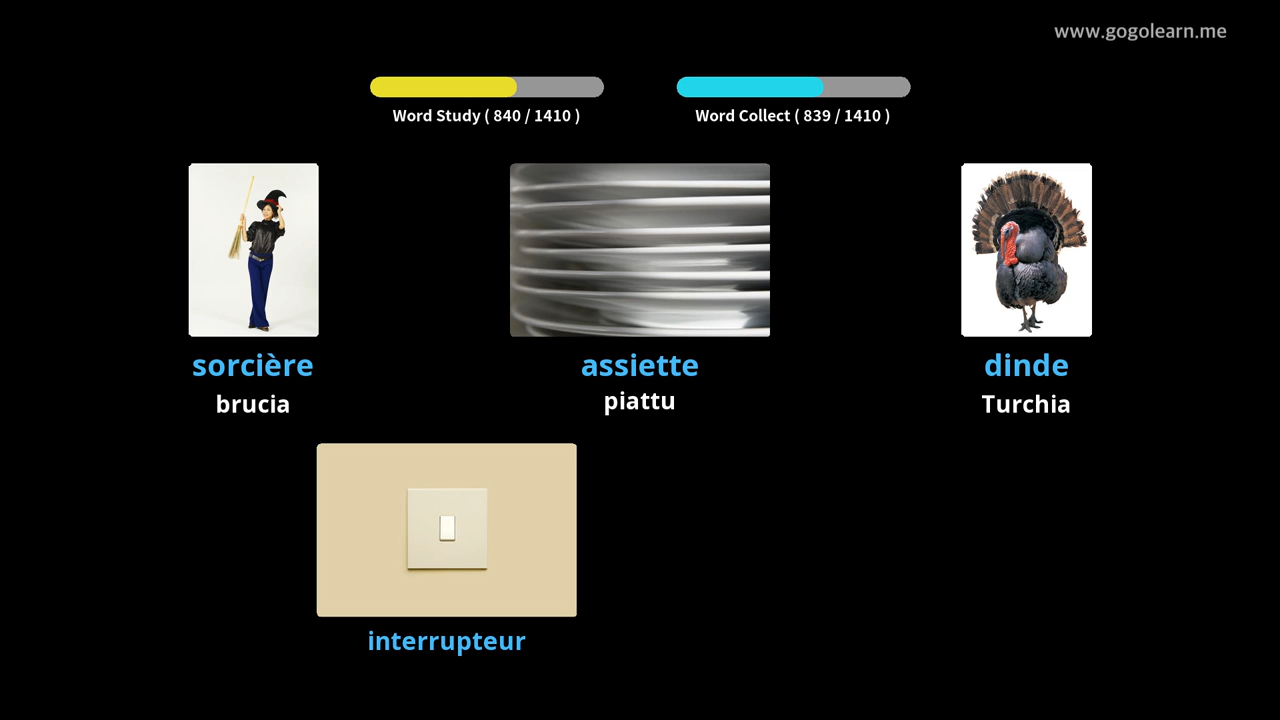 www.gogolearn.me
Word Study ( 840 / 1410 )
Word Collect ( 839 / 1410 )
sorcière
brucia
assiette
piattu
dinde
Turchia
interrupteur